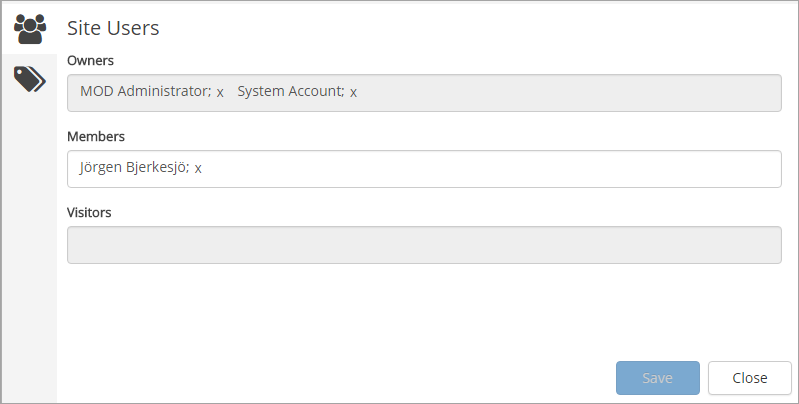 Site Users
Owners
MOD Administrator; x System Account; x
Members
Jörgen Bjerkesjö; x
Visitors
Save Close